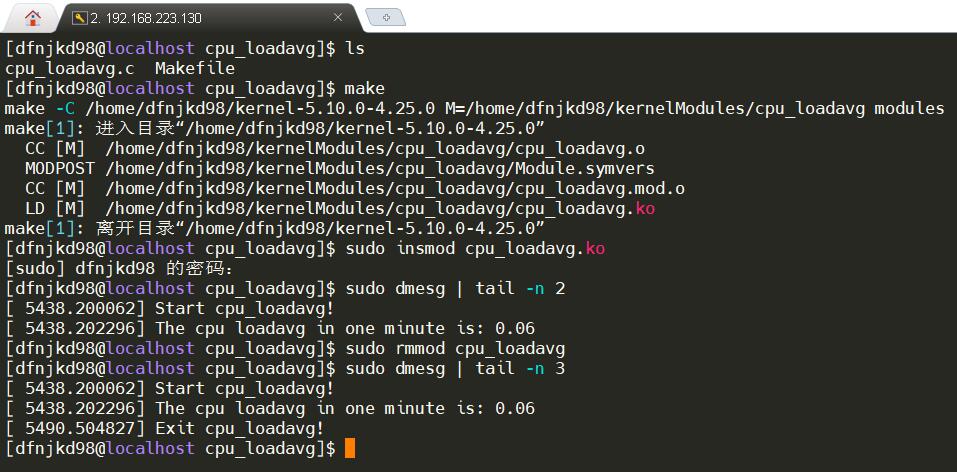 2. 192.168.223.130
[dfnjkd98@localhost cpu_loadavg]$ ls
cpu_loadavg.c  Makefile
[dfnjkd98@localhost cpu_loadavg]$ make
make -C /home/dfnjkd98/kernel-5.10.0-4.25.0 M=/home/dfnjkd98/kernelModules/cpu_loadavg modules
make[1]: 进入目录“/home/dfnjkd98/kernel-5.10.0-4.25.0”
  CC [M]  /home/dfnjkd98/kernelModules/cpu_loadavg/cpu_loadavg.o
  MODPOST /home/dfnjkd98/kernelModules/cpu_loadavg/Module.symvers
  CC [M]  /home/dfnjkd98/kernelModules/cpu_loadavg/cpu_loadavg.mod.o
  LD [M]  /home/dfnjkd98/kernelModules/cpu_loadavg/cpu_loadavg.ko
make[1]: 离开目录“/home/dfnjkd98/kernel-5.10.0-4.25.0”
[dfnjkd98@localhost cpu_loadavg]$ sudo insmod cpu_loadavg.ko
[sudo] dfnjkd98 的密码：
[dfnjkd98@localhost cpu_loadavg]$ sudo dmesg | tail -n 2
[ 5438.200062] Start cpu_loadavg!
[ 5438.202296] The cpu loadavg in one minute is: 0.06
[dfnjkd98@localhost cpu_loadavg]$ sudo rmmod cpu_loadavg
[dfnjkd98@localhost cpu_loadavg]$ sudo dmesg | tail -n 3
[ 5438.200062] Start cpu_loadavg!
[ 5438.202296] The cpu loadavg in one minute is: 0.06
[ 5490.504827] Exit cpu_loadavg!
[dfnjkd98@localhost cpu_loadavg]$